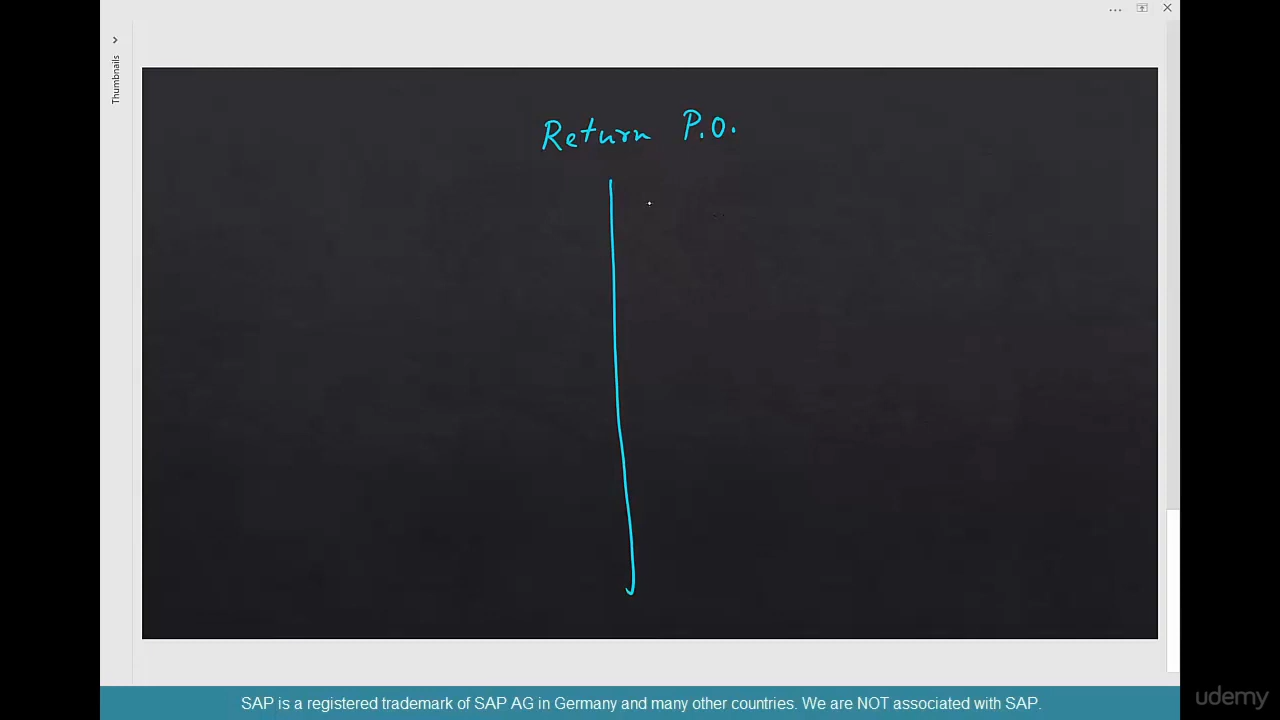 Thumbnails
Return P.O.
SAP is a registered trademark of SAP AG in Germany and many other countries. We are NOT associated with SAP.
udemy